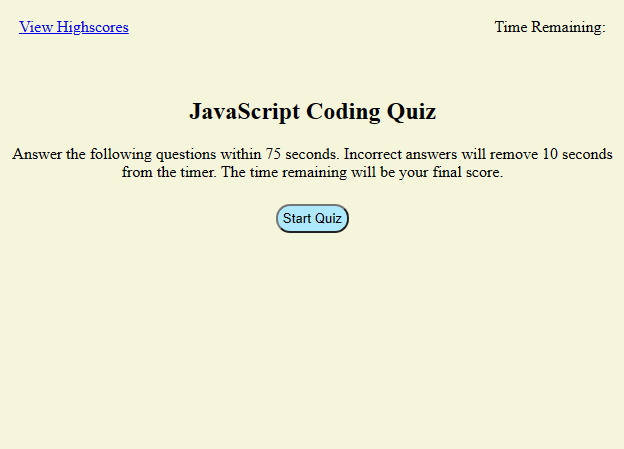 View Highscores
Time Remaining:
JavaScript Coding Quiz
Answer the following questions within 75 seconds. Incorrect answers will remove 10 seconds
from the timer. The time remaining will be your final score.
Start Quiz